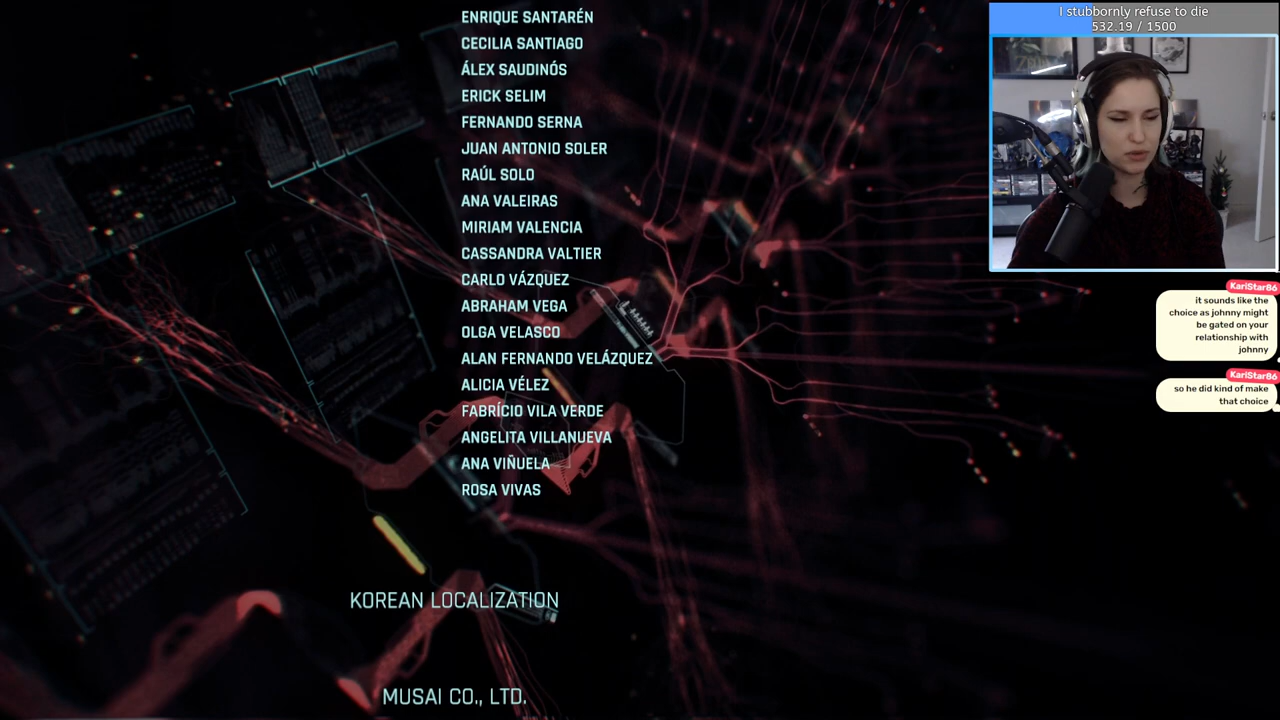 ENRIQUE SANTARÉN
CECILIA SANTIAGO
ÁLEX SAUDINÓS
ERICK SELIM
FERNANDO SERNA
JUAN ANTONIO SOLER
RAÚL SOLO
ANA VALEIRAS
MIRIAM VALENCIA
CASSANDRA VALTIER
CARLO VÁZQUEZ
ABRAHAM VEGA
OLGA VELASCO
ALAN FERNANDO VELÁZQUEZ
ALICIA VÉLEZ
FABRÍCIO VILA VERDE
ANGELITA VILLANUEVA
ANA VIÑUELA
ROSA VIVAS
KOREAN LOCALIZATION
MUSAI CO., LTD.
I stubbornly refuse to die
532.19 / 1500
KariStar86
it sounds like the
choice as johnny might
be gated on your
relationship with
johnny
KariStar86
so he did kind of make
that choice